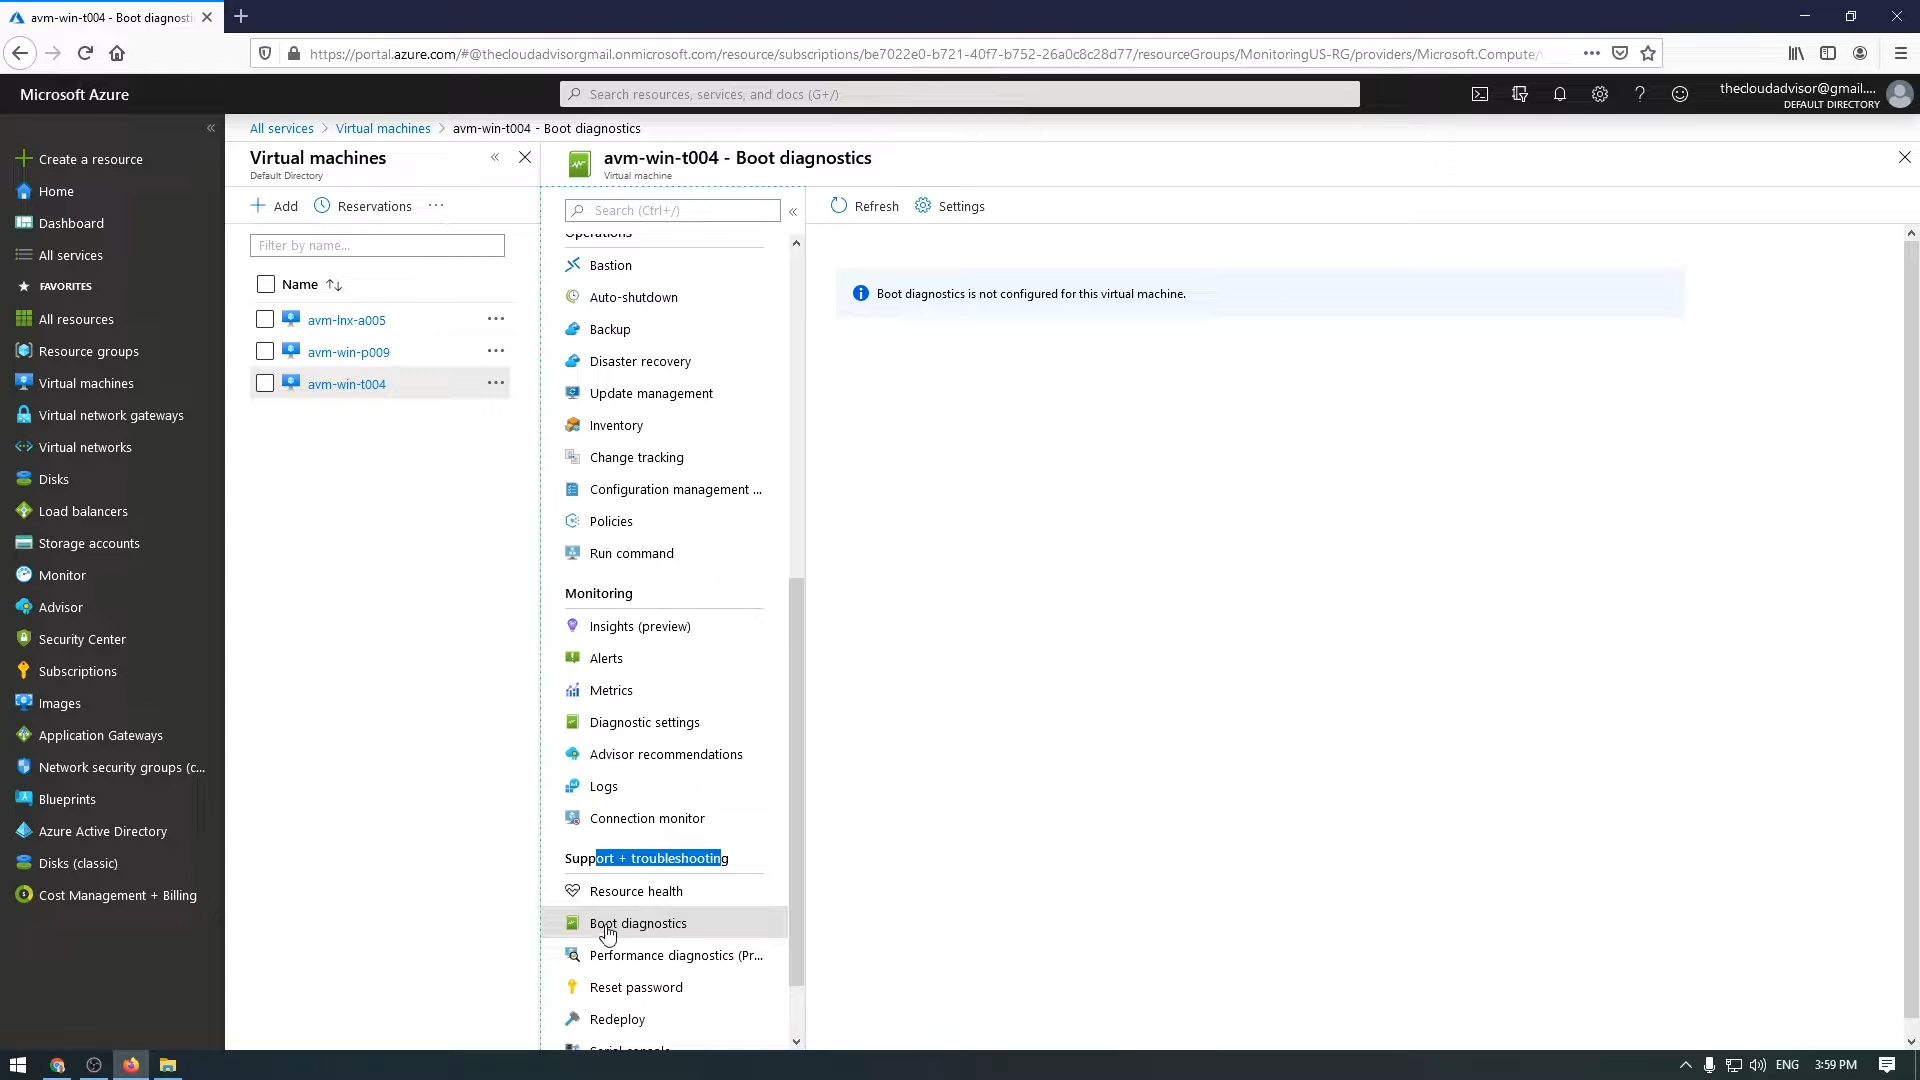 avm-win-t004 - Boot diagnosti
https://portal.azure.com/#@thecloudadvisorgmail.onmicrosoft.com/resource/subscriptions/be7022e0-b721-40f7-b752-26a0c8c28d77/resourceGroups/MonitoringUS-RG/providers/Microsoft.Compute/
Microsoft Azure
Search resources, services, and docs (G+/)
thecloudadvisor@gmail....
DEFAULT DIRECTORY
Create a resource
Home
Dashboard
All services
FAVORITES
All resources
Resource groups
Virtual machines
Virtual network gateways
Virtual networks
Disks
Load balancers
Storage accounts
Monitor
Advisor
Security Center
Subscriptions
Images
Application Gateways
Network security groups (c...
Blueprints
Azure Active Directory
Disks (classic)
Cost Management + Billing
All services > Virtual machines > avm-win-t004 - Boot diagnostics
Virtual machines
Default Directory
Add Reservations ...
Filter by name...
Name
avm-lnx-a005
avm-win-p009
avm-win-t004
avm-win-t004 - Boot diagnostics
Virtual machine
Search (Ctrl+/)
Operations
Bastion
Auto-shutdown
Backup
Disaster recovery
Update management
Inventory
Change tracking
Configuration management ...
Policies
Run command
Monitoring
Insights (preview)
Alerts
Metrics
Diagnostic settings
Advisor recommendations
Logs
Connection monitor
Support + troubleshooting
Resource health
Boot diagnostics
Performance diagnostics (Pr...
Reset password
Redeploy
Serial console
Refresh Settings
Boot diagnostics is not configured for this virtual machine.
ENG 3:59 PM